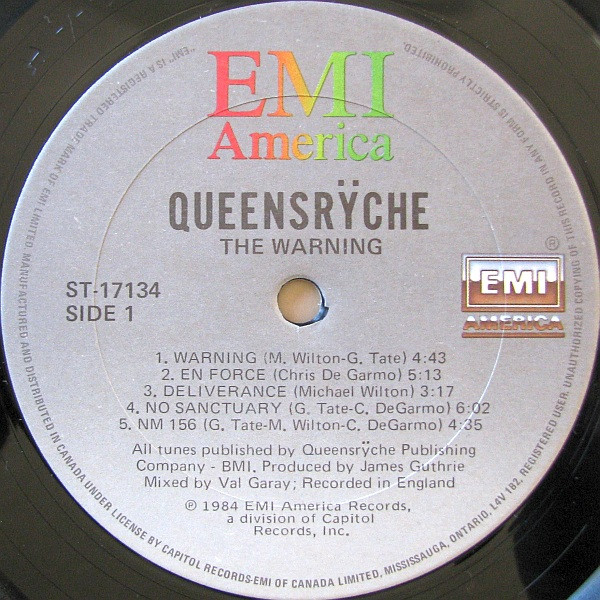 EMI
America
QUEENSRŸCHE
THE WARNING
ST-17134
SIDE 1
EMI
AMERICA
®
1. WARNING (M. Wilton-G. Tate) 4:43
2. EN FORCE (Chris De Garmo) 5:13
3. DELIVERANCE (Michael Wilton) 3:17
4. NO SANCTUARY (G. Tate-C. DeGarmo) 6:02
5. NM 156 (G. Tate-M. Wilton-C. DeGarmo) 4:35
All tunes published by Queensrÿche Publishing
Company - BMI. Produced by James Guthrie
Mixed by Val Garay; Recorded in England
℗ 1984 EMI America Records,
a division of Capitol
Records, Inc.
MANUFACTURED AND DISTRIBUTED IN CANADA UNDER LICENSE BY CAPITOL RECORDS-EMI OF CANADA LIMITED, MISSISSAUGA, ONTARIO, L4V 1B2. REGISTERED USER. UNAUTHORIZED COPYING OF THIS RECORD IN ANY FORM IS STRICTLY PROHIBITED.
"EMI" IS A REGISTERED TRADE MARK OF EMI LIMITED.